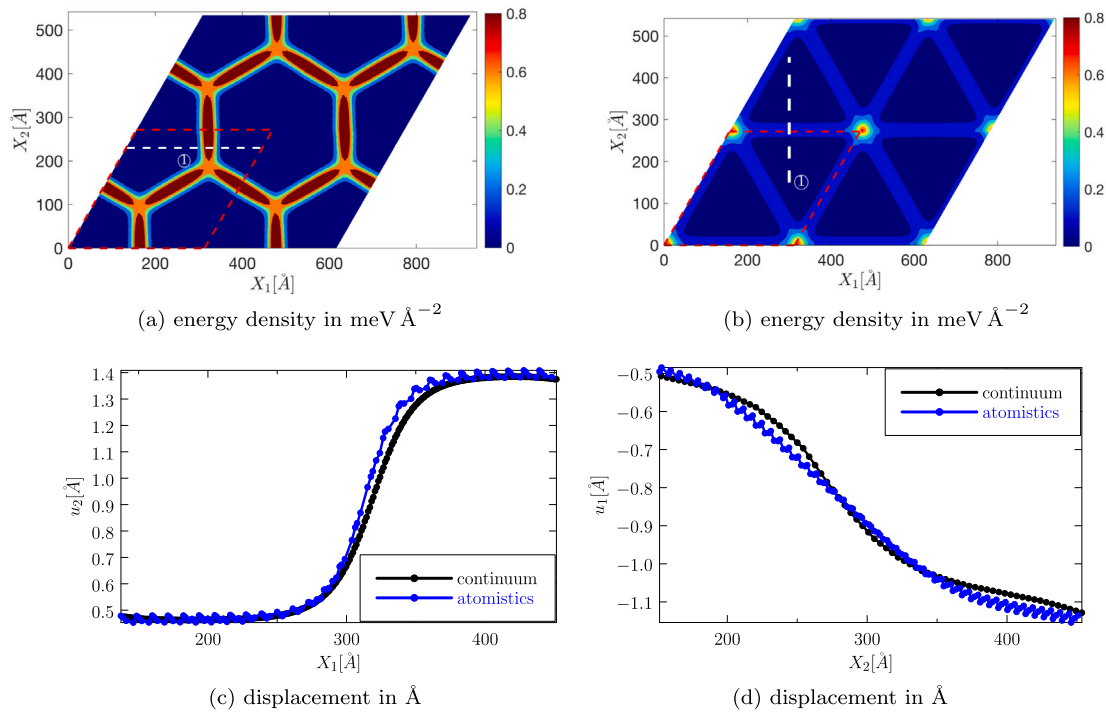 500
400
300
200
100
0
X₂[Å]
0 200 400 600 800
X₁[Å]
0.8
0.6
0.4
0.2
0
①
(a) energy density in meV Å⁻²
500
400
300
200
100
0
X₂[Å]
0 200 400 600 800
X₁[Å]
0.8
0.6
0.4
0.2
0
①
(b) energy density in meV Å⁻²
1.4
1.3
1.2
1.1
1.0
0.9
0.8
0.7
0.6
0.5
u₂[Å]
continuum
atomistics
200 300 400
X₁[Å]
(c) displacement in Å
−0.5
−0.6
−0.7
−0.8
−0.9
−1.0
−1.1
u₁[Å]
continuum
atomistics
200 300 400
X₂[Å]
(d) displacement in Å